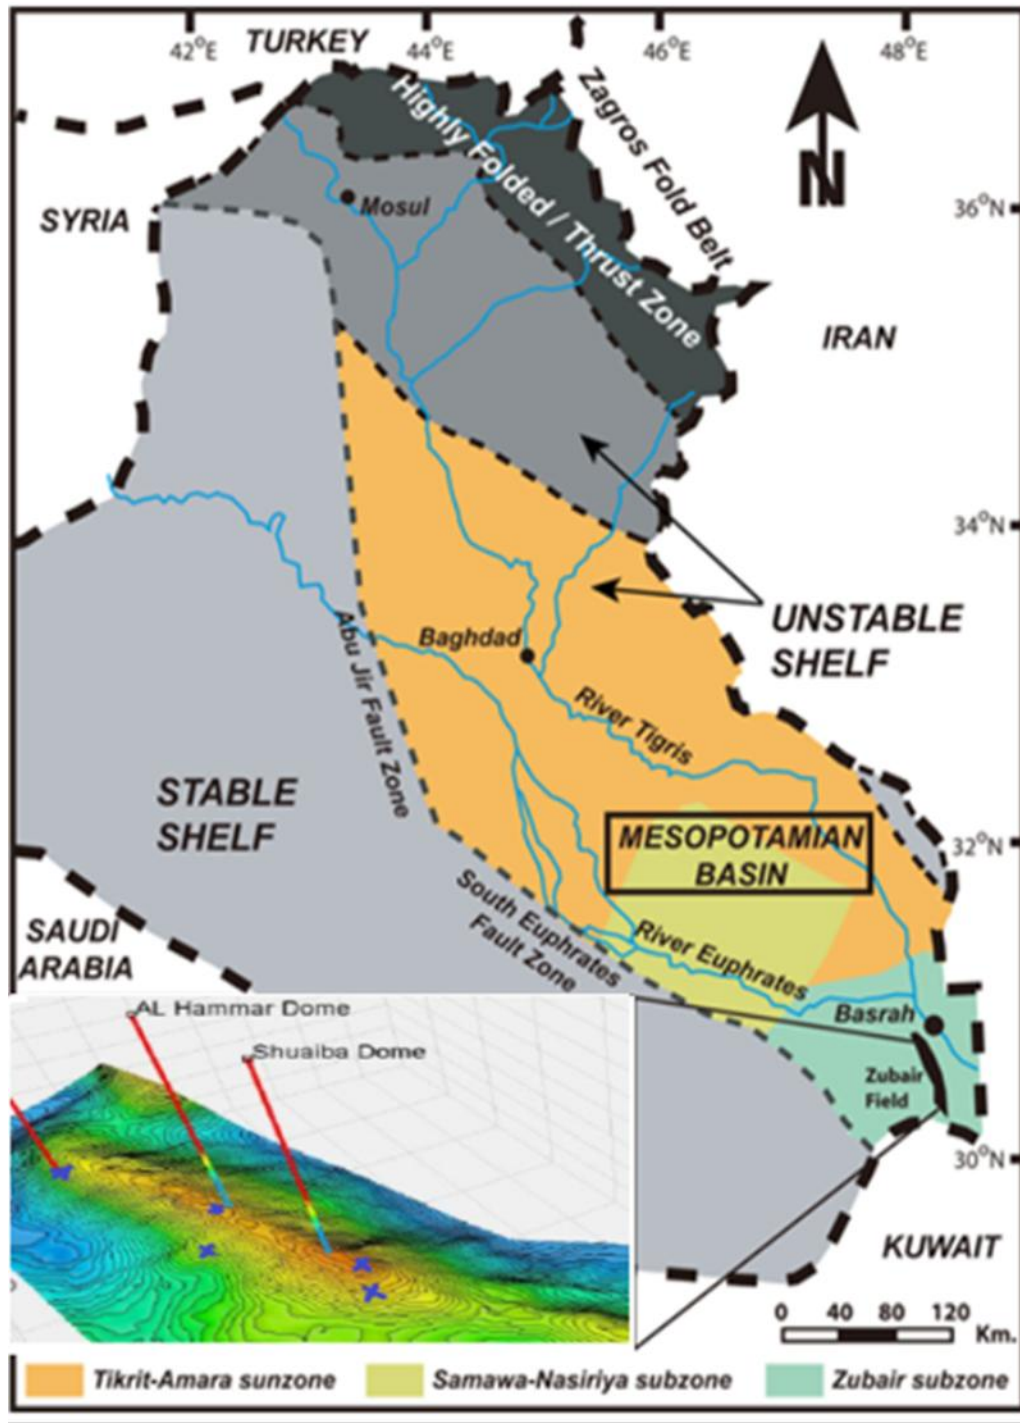 42°E
44°E
46°E
48°E
TURKEY
Highly Folded / Thrust Zone
Zagros Fold Belt
N
SYRIA
Mosul
36°N
IRAN
34°N
UNSTABLE
SHELF
Baghdad
Abu Jir Fault Zone
River Tigris
STABLE
SHELF
MESOPOTAMIAN
BASIN
32°N
South Euphrates
Fault Zone
River Euphrates
SAUDI
ARABIA
Basrah
AL Hammar Dome
Shuaiba Dome
Zubair
Field
30°N
KUWAIT
0 40 80 120
Km.
Tikrit-Amara sunzone
Samawa-Nasiriya subzone
Zubair subzone